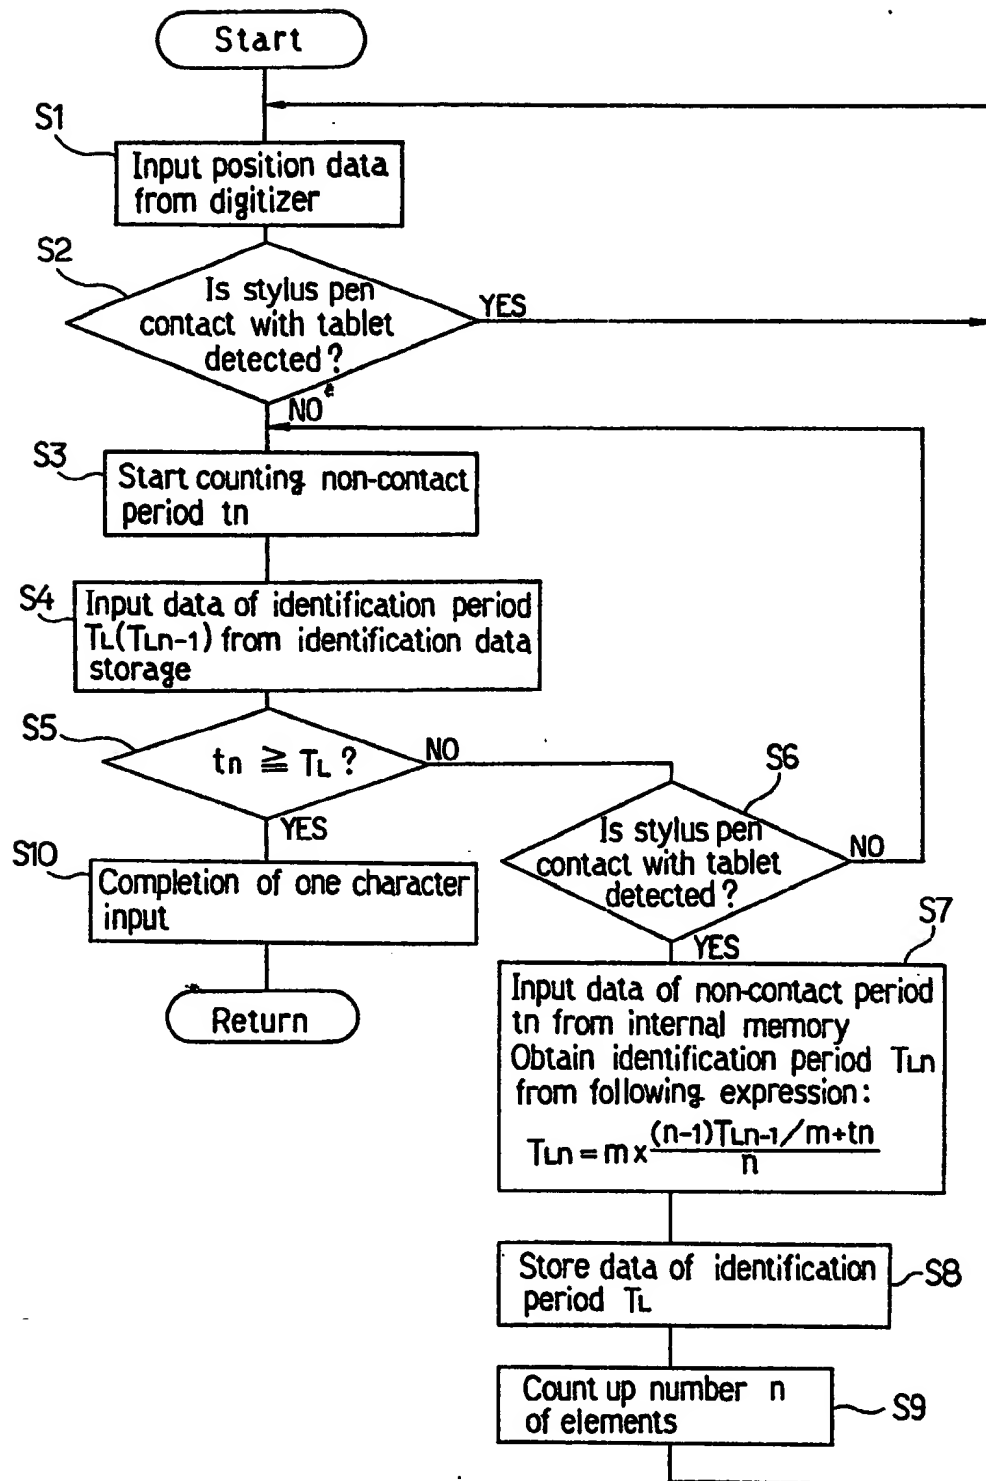 Start
S1
Input position data
from digitizer
S2
Is stylus pen
contact with tablet
detected?
YES
NO
S3
Start counting non-contact
period tn
S4
Input data of identification period
TL(TLn-1) from identification data
storage
S5
tn ≧ TL ?
NO
YES
S6
Is stylus pen
contact with tablet
detected?
NO
YES
S10
Completion of one character
input
Return
S7
Input data of non-contact period
tn from internal memory
Obtain identification period TLn
from following expression:
TLn = m x (n-1)TLn-1/m+tn
n
Store data of identification
period TL
S8
Count up number n
of elements
S9